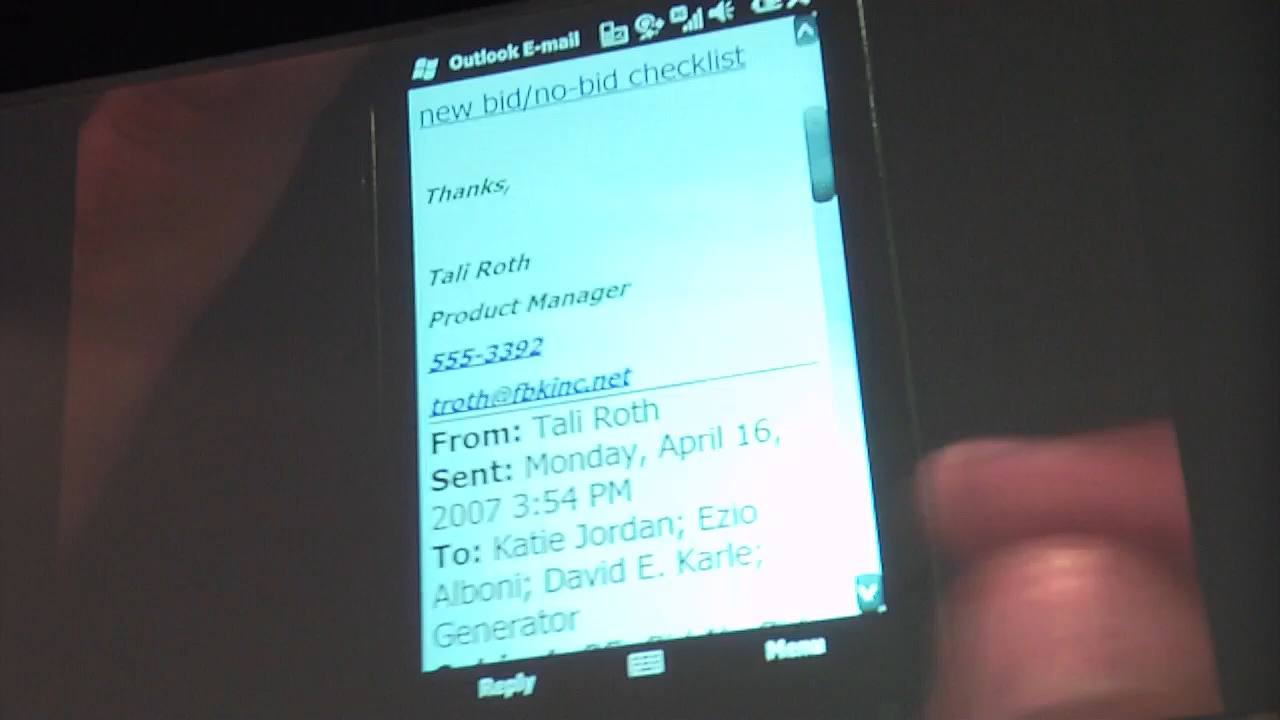 Outlook E-mail
new bid/no-bid checklist
Thanks,
Tali Roth
Product Manager
555-3392
troth@fbkinc.net
From: Tali Roth
Sent: Monday, April 16,
2007 3:54 PM
To: Katie Jordan; Ezio
Alboni; David E. Karle;
Generator
Reply
Menu